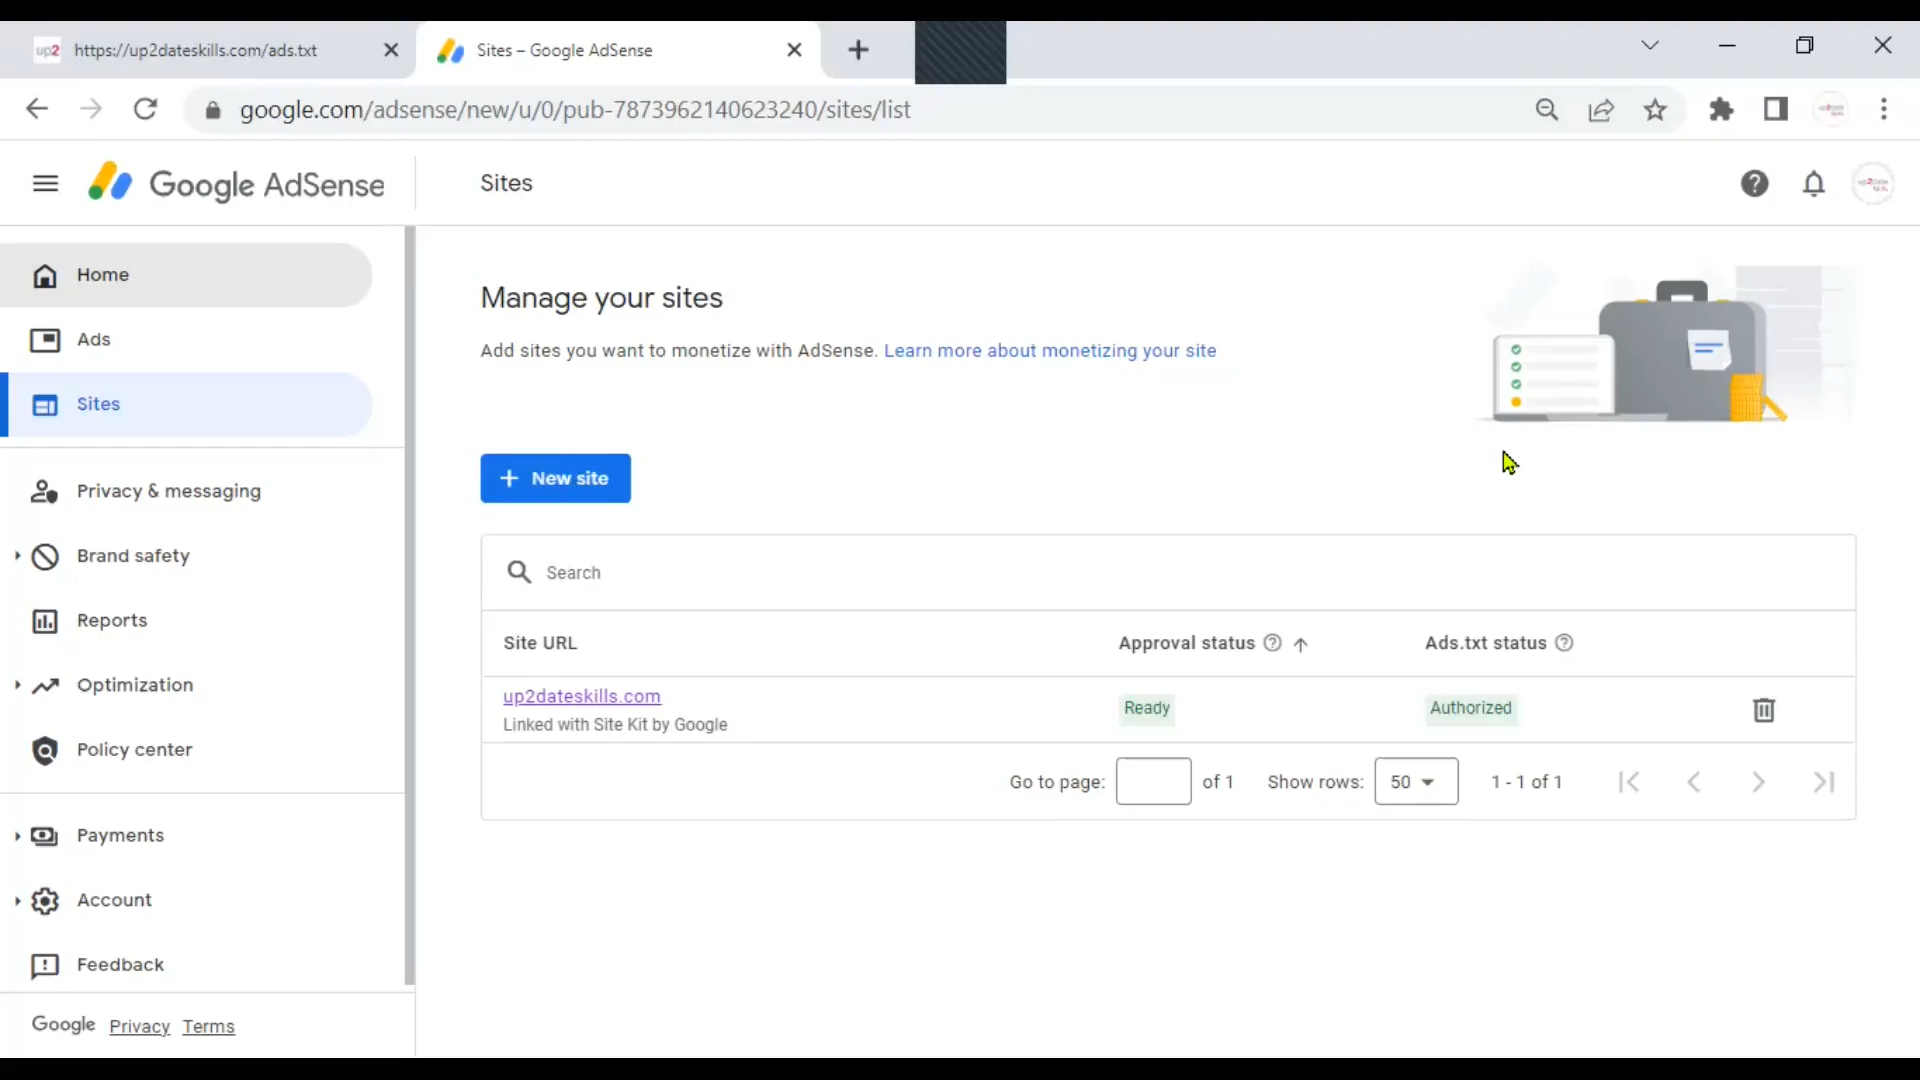 up2 https://up2dateskills.com/ads.txt
Sites – Google AdSense
google.com/adsense/new/u/0/pub-7873962140623240/sites/list
Google AdSense
Sites
Home
Ads
Sites
Privacy & messaging
Brand safety
Reports
Optimization
Policy center
Payments
Account
Feedback
Google Privacy Terms
Manage your sites
Add sites you want to monetize with AdSense. Learn more about monetizing your site
+ New site
Search
Site URL Approval status Ads.txt status
up2dateskills.com Ready Authorized
Linked with Site Kit by Google
Go to page: of 1 Show rows: 50 1 - 1 of 1